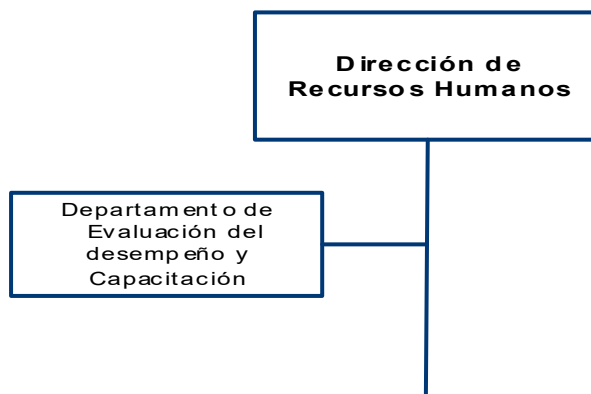 Dirección de
Recursos Humanos
Departamento de
Evaluación del
desempeño y
Capacitación